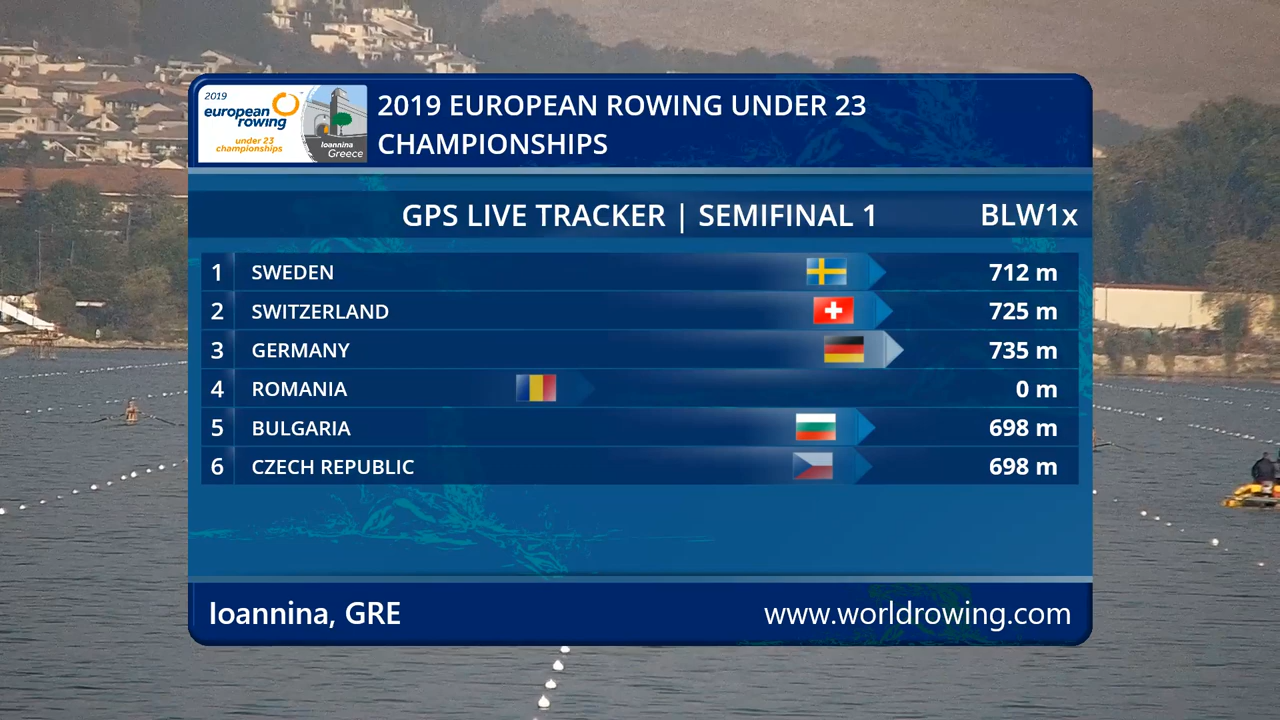 2019
european
rowing
under 23
championships
Ioannina
Greece
2019 EUROPEAN ROWING UNDER 23
CHAMPIONSHIPS
GPS LIVE TRACKER | SEMIFINAL 1 BLW1x
1 SWEDEN 712 m
2 SWITZERLAND 725 m
3 GERMANY 735 m
4 ROMANIA 0 m
5 BULGARIA 698 m
6 CZECH REPUBLIC 698 m
Ioannina, GRE www.worldrowing.com